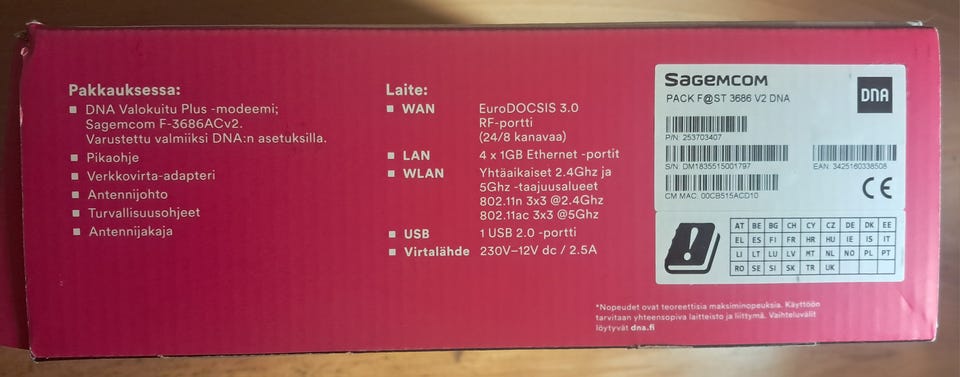 Pakkauksessa:
DNA Valokuitu Plus -modeemi;
Sagemcom F-3686ACv2.
Varustettu valmiiksi DNA:n asetuksilla.
Pikaohje
Verkkovirta-adapteri
Antennijohto
Turvallisuusohjeet
Antennijakaja
Laite:
WAN EuroDOCSIS 3.0
RF-portti
(24/8 kanavaa)
LAN 4 x 1GB Ethernet -portit
WLAN Yhtäaikaiset 2.4Ghz ja
5Ghz -taajuusalueet
802.11n 3x3 @2.4Ghz
802.11ac 3x3 @5Ghz
USB 1 USB 2.0 -portti
Virtalähde 230V–12V dc / 2.5A
SAGEMCOM
PACK F@ST 3686 V2 DNA
DNA
P/N: 253703407
S/N: DM1835515001797 EAN: 3425160338508
CM MAC: 00CB515ACD10
CE
AT BE BG CH CY CZ DE DK EE
EL ES FI FR HR HU IE IS IT
LI LT LU LV MT NL NO PL PT
RO SE SI SK TR UK
*Nopeudet ovat teoreettisia maksiminopeuksia. Käyttöön
tarvitaan yhteensopiva laitteisto ja liittymä. Vaihteluvälit
löytyvät dna.fi